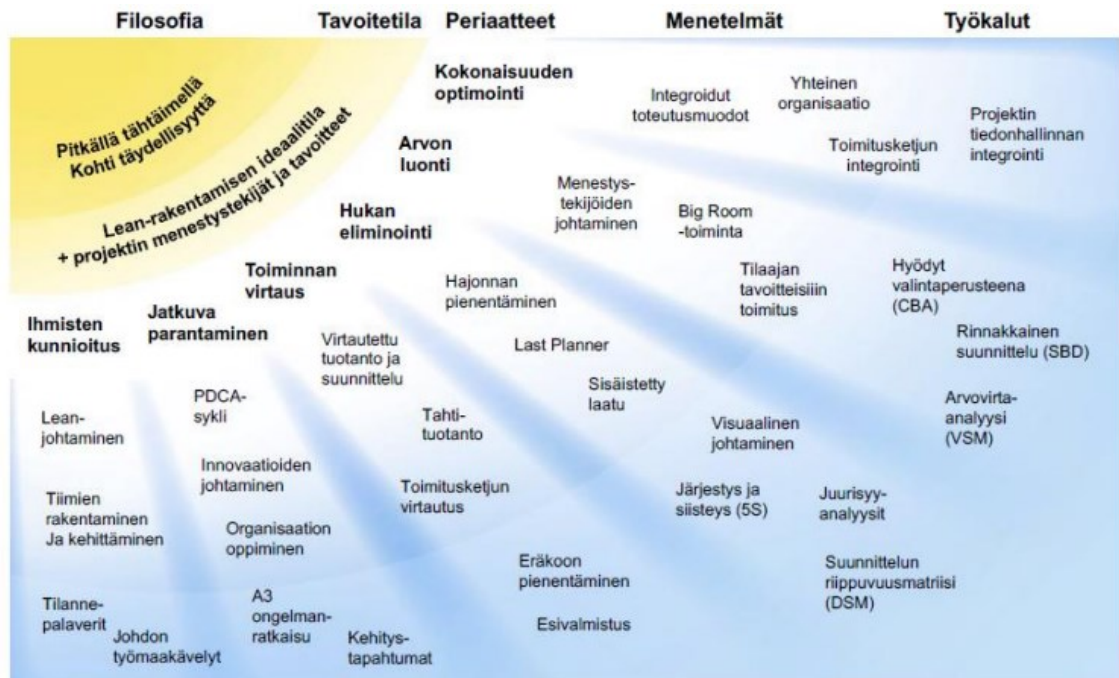 Filosofia
Tavoitetila
Periaatteet
Menetelmät
Työkalut
Pitkällä tähtäimellä
Kohti täydellisyyttä
Lean-rakentamisen ideaalitila
+ projektin menestystekijät ja tavoitteet
Kokonaisuuden
optimointi
Arvon
luonti
Hukan
eliminointi
Toiminnan
virtaus
Jatkuva
parantaminen
Ihmisten
kunnioitus
Integroidut
toteutusmuodot
Yhteinen
organisaatio
Toimitusketjun
integrointi
Projektin
tiedonhallinnan
integrointi
Menestys-
tekijöiden
johtaminen
Big Room
-toiminta
Tilaajan
tavoitteisiiin
toimitus
Hyödyt
valintaperusteena
(CBA)
Rinnakkainen
suunnittelu (SBD)
Hajonnan
pienentäminen
Last Planner
Sisäistetty
laatu
Visuaalinen
johtaminen
Arvovirta-
analyysi
(VSM)
Virtautettu
tuotanto ja
suunnittelu
Tahti-
tuotanto
Toimitusketjun
virtautus
Järjestys ja
siisteys (5S)
Juurisyy-
analyysit
Eräkoon
pienentäminen
Esivalmistus
Suunnittelun
riippuvuusmatriisi
(DSM)
PDCA-
sykli
Innovaatioiden
johtaminen
Organisaation
oppiminen
A3
ongelman-
ratkaisu
Kehitys-
tapahtumat
Lean-
johtaminen
Tiimien
rakentaminen
Ja kehittäminen
Tilanne-
palaverit
Johdon
työmaakävelyt